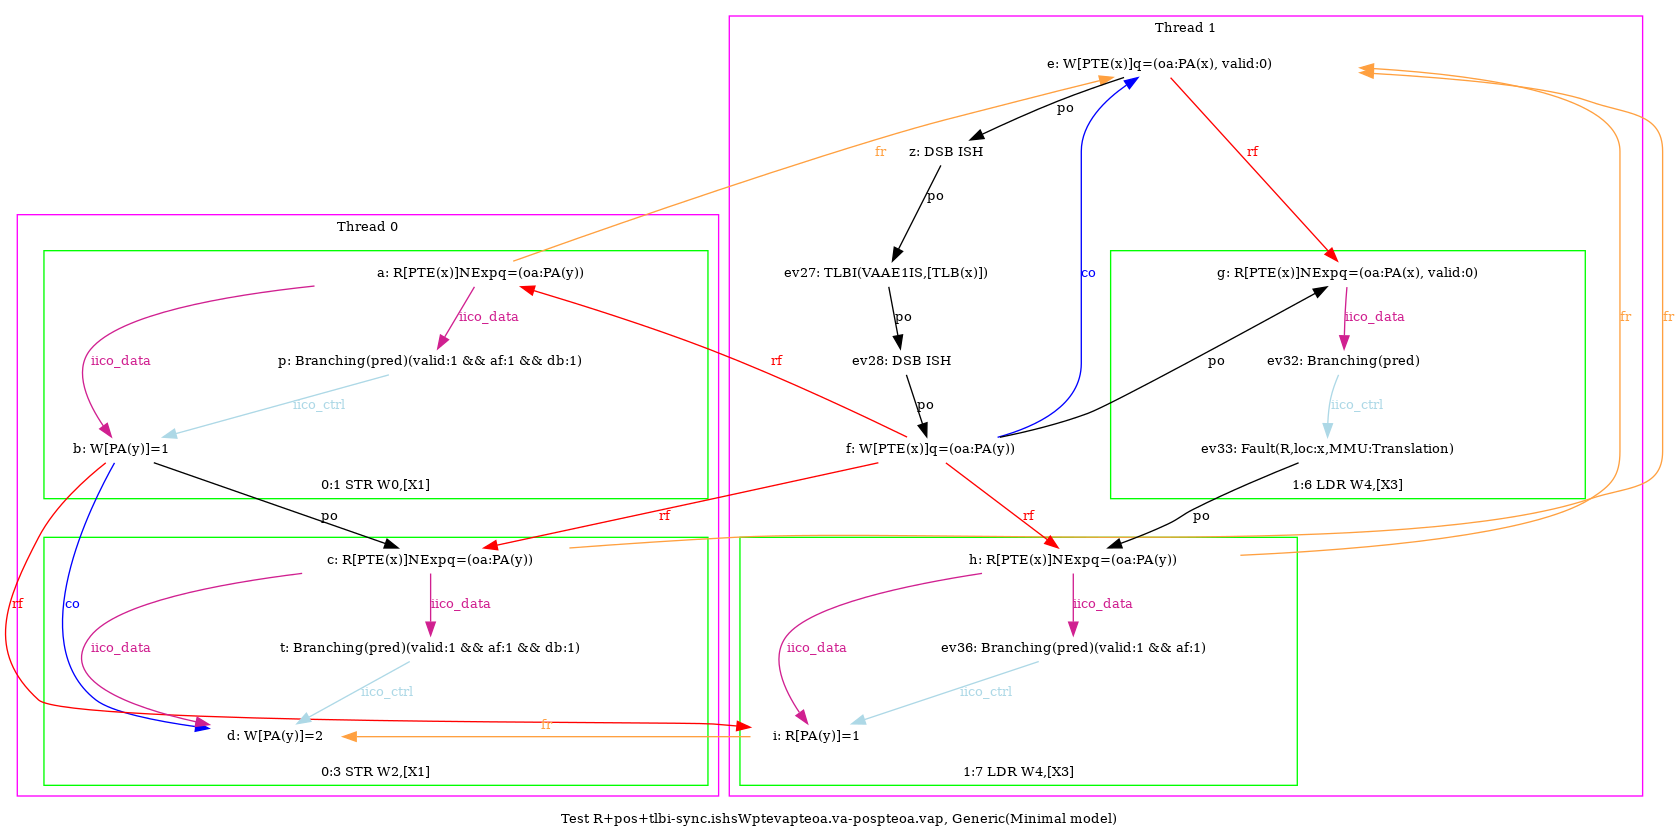 Thread 1
e: W[PTE(x)]q=(oa:PA(x), valid:0)
po
z: DSB ISH
fr
rf
po
Thread 0
a: R[PTE(x)]NExpq=(oa:PA(y))
ev27: TLBI(VAAE1IS,[TLB(x)])
co
g: R[PTE(x)]NExpq=(oa:PA(x), valid:0)
iico_data
po
iico_data
fr
fr
iico_data
p: Branching(pred)(valid:1 && af:1 && db:1)
rf
ev28: DSB ISH
po
ev32: Branching(pred)
iico_ctrl
po
iico_ctrl
b: W[PA(y)]=1
f: W[PTE(x)]q=(oa:PA(y))
ev33: Fault(R,loc:x,MMU:Translation)
0:1 STR W0,[X1]
1:6 LDR W4,[X3]
po
rf
rf
po
c: R[PTE(x)]NExpq=(oa:PA(y))
h: R[PTE(x)]NExpq=(oa:PA(y))
rf
co
iico_data
iico_data
iico_data
t: Branching(pred)(valid:1 && af:1 && db:1)
iico_data
ev36: Branching(pred)(valid:1 && af:1)
iico_ctrl
iico_ctrl
d: W[PA(y)]=2
fr
i: R[PA(y)]=1
0:3 STR W2,[X1]
1:7 LDR W4,[X3]
Test R+pos+tlbi-sync.ishsWptevapteoa.va-pospteoa.vap, Generic(Minimal model)